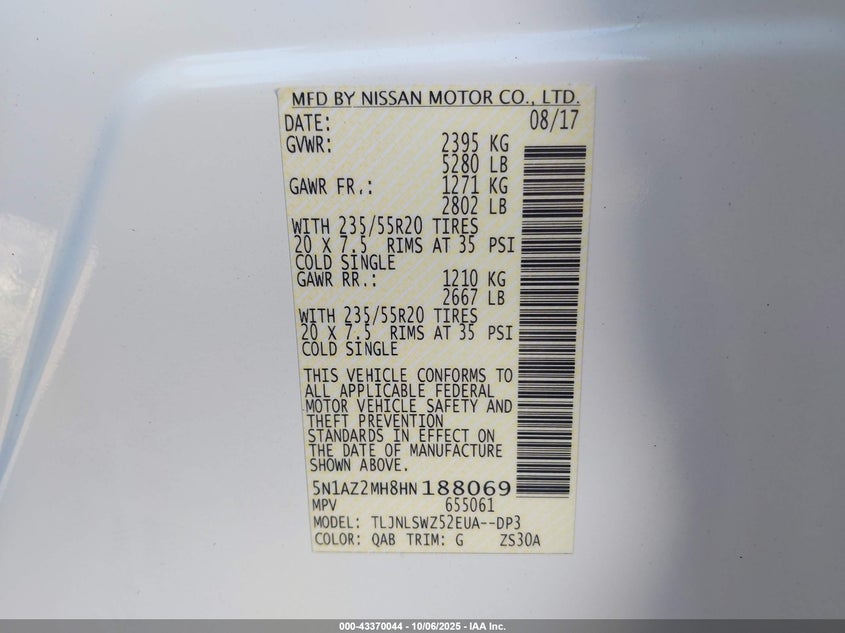 MFD BY NISSAN MOTOR CO., LTD.
DATE: 08/17
GVWR: 2395 KG
5280 LB
GAWR FR.: 1271 KG
2802 LB
WITH 235/55R20 TIRES
20 X 7.5 RIMS AT 35 PSI
COLD SINGLE
GAWR RR.: 1210 KG
2667 LB
WITH 235/55R20 TIRES
20 X 7.5 RIMS AT 35 PSI
COLD SINGLE
THIS VEHICLE CONFORMS TO
ALL APPLICABLE FEDERAL
MOTOR VEHICLE SAFETY AND
THEFT PREVENTION
STANDARDS IN EFFECT ON
THE DATE OF MANUFACTURE
SHOWN ABOVE.
5N1AZ2MH8HN188069
MPV 655061
MODEL: TLJNLSWZ52EUA--DP3
COLOR: QAB TRIM: G ZS30A
000-43370044 - 10/06/2025 - IAA Inc.